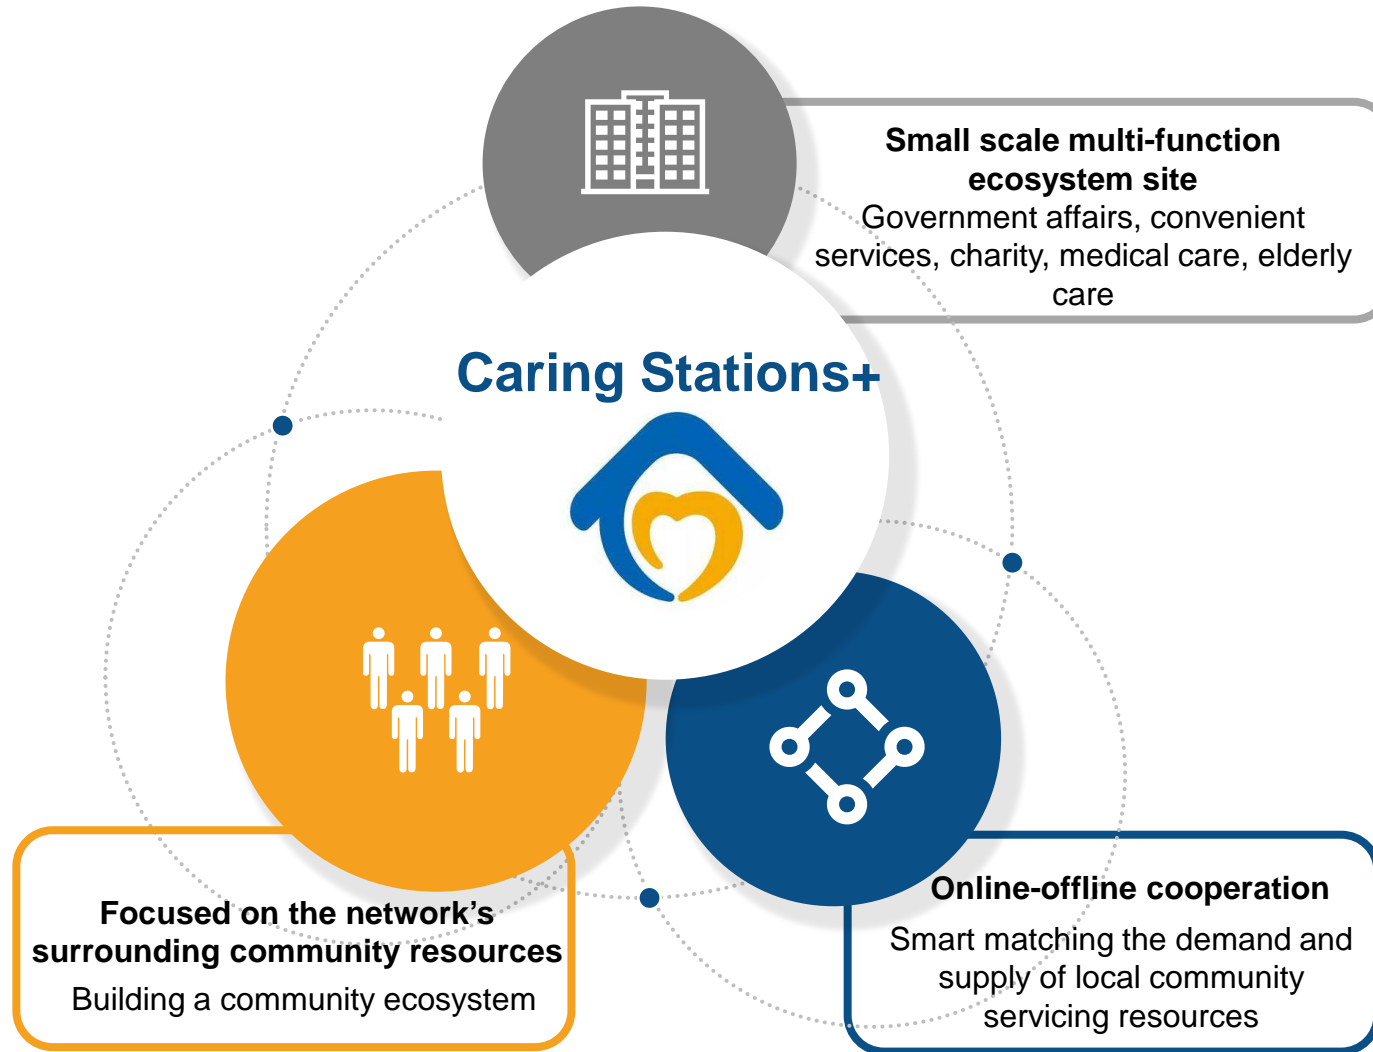 Small scale multi-function
ecosystem site
Government affairs, convenient
services, charity, medical care, elderly
care
Caring Stations+
Focused on the network’s
surrounding community resources
Building a community ecosystem
Online-offline cooperation
Smart matching the demand and
supply of local community
servicing resources